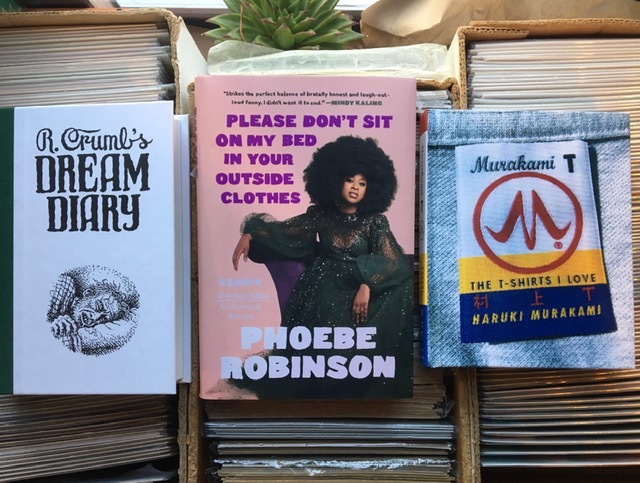 R. Crumb's
DREAM
DIARY
"Strikes the perfect balance of brutally honest and laugh-out-
loud funny. I didn't want it to end." —MINDY KALING
PLEASE DON'T SIT
ON MY BED
IN YOUR
OUTSIDE
CLOTHES
ESSAYS
PHOEBE
ROBINSON
Murakami T
M
®
THE T-SHIRTS I LOVE
村上T
HARUKI MURAKAMI